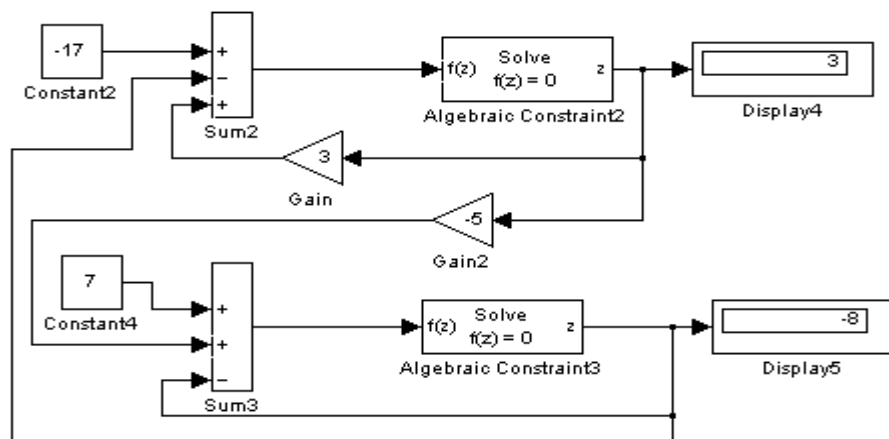 -17
Constant2
+
−
+
Sum2
f(z)
Solve
f(z) = 0
z
Algebraic Constraint2
3
Display4
3
Gain
-5
Gain2
7
Constant4
+
+
−
Sum3
f(z)
Solve
f(z) = 0
z
Algebraic Constraint3
-8
Display5